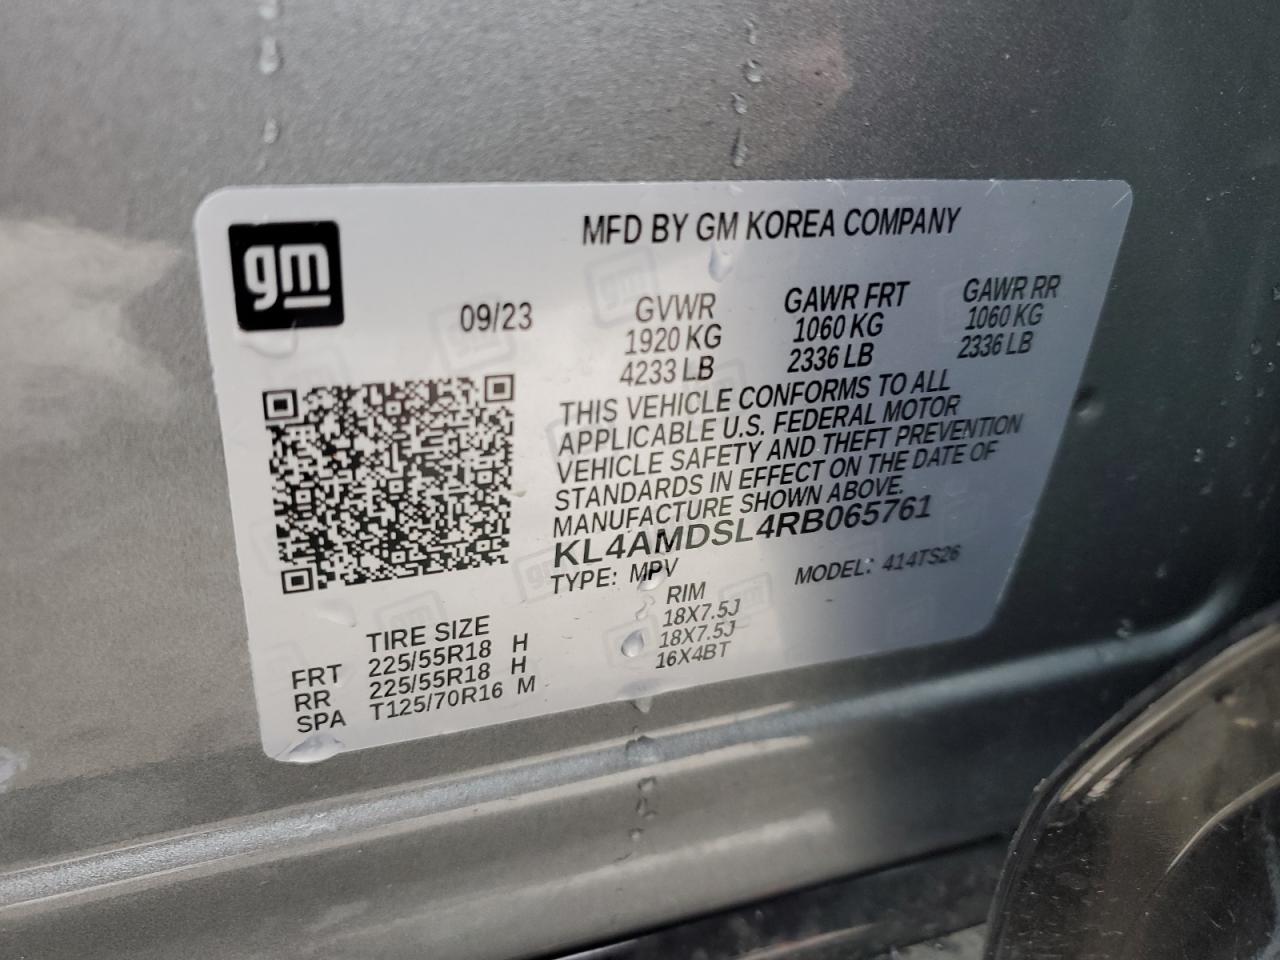 gm
MFD BY GM KOREA COMPANY
09/23
GVWR GAWR FRT GAWR RR
1920 KG 1060 KG 1060 KG
4233 LB 2336 LB 2336 LB
THIS VEHICLE CONFORMS TO ALL
APPLICABLE U.S. FEDERAL MOTOR
VEHICLE SAFETY AND THEFT PREVENTION
STANDARDS IN EFFECT ON THE DATE OF
MANUFACTURE SHOWN ABOVE.
KL4AMDSL4RB065761
TYPE: MPV MODEL: 414TS26
TIRE SIZE RIM
FRT 225/55R18 H 18X7.5J
RR 225/55R18 H 18X7.5J
SPA T125/70R16 M 16X4BT